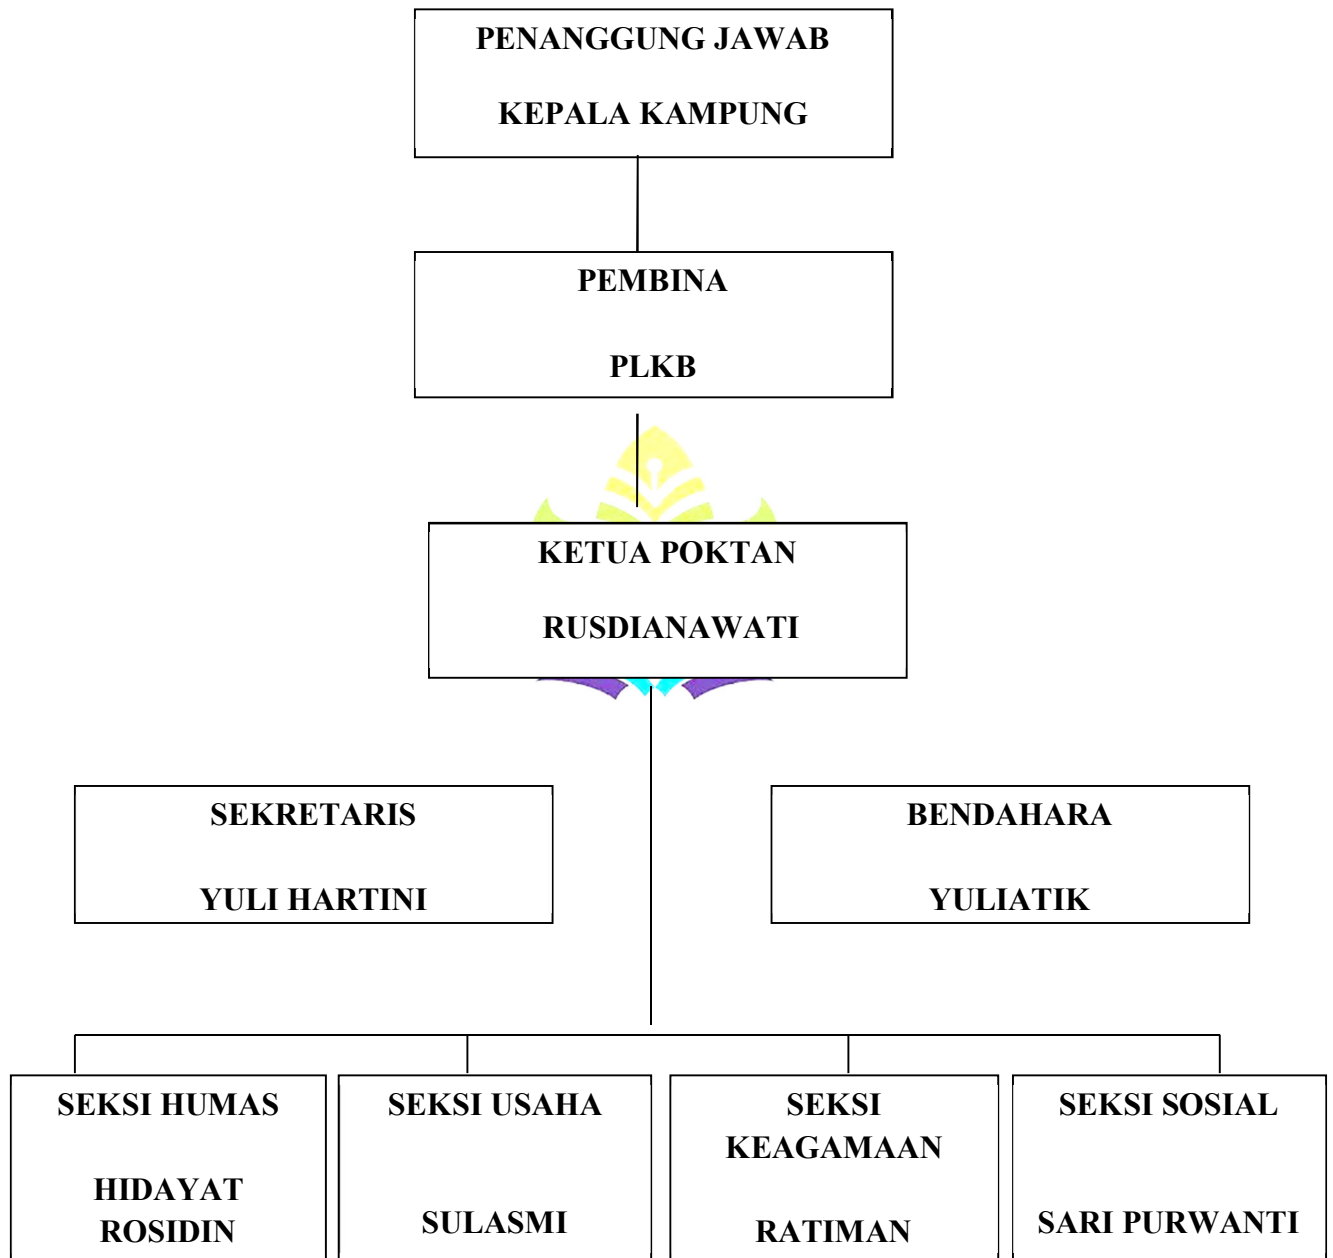 PENANGGUNG JAWAB
KEPALA KAMPUNG
PEMBINA
PLKB
KETUA POKTAN
RUSDIANAWATI
SEKRETARIS
YULI HARTINI
BENDAHARA
YULIATIK
SEKSI HUMAS
HIDAYAT
ROSIDIN
SEKSI USAHA
SULASMI
SEKSI
KEAGAMAAN
RATIMAN
SEKSI SOSIAL
SARI PURWANTI